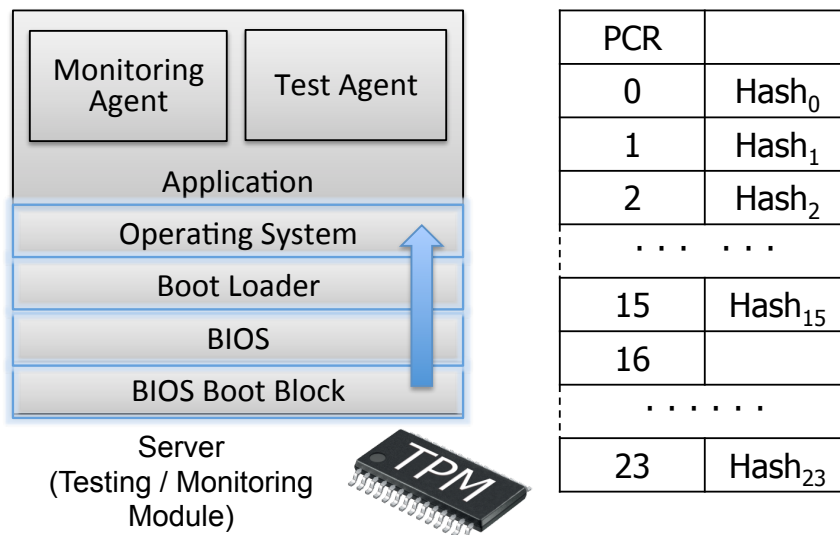 Monitoring
Agent
Test Agent
Application
Operating System
Boot Loader
BIOS
BIOS Boot Block
Server
(Testing / Monitoring
Module)
TPM
PCR
0 Hash₀
1 Hash₁
2 Hash₂
. . . . . .
15 Hash₁₅
16
. . . . . .
23 Hash₂₃